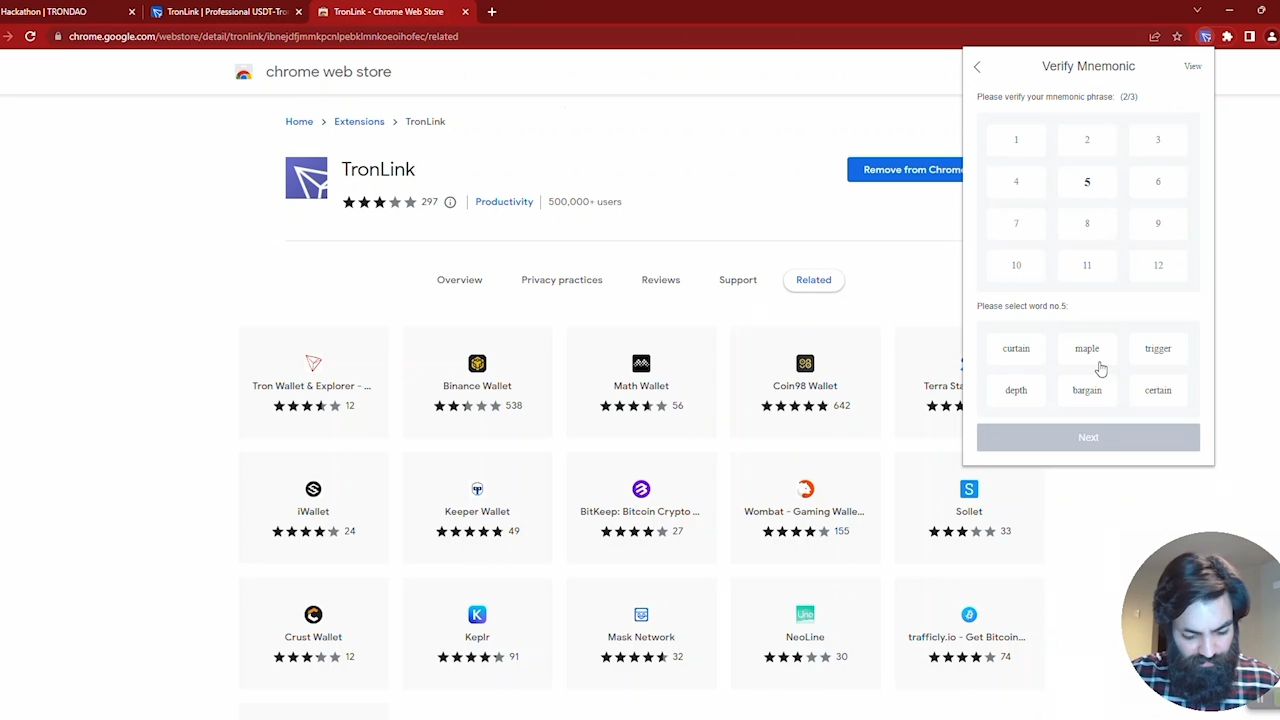 Hackathon | TRONDAO
TronLink | Professional USDT-Tro
TronLink - Chrome Web Store
chrome.google.com/webstore/detail/tronlink/ibnejdfjmmkpcnlpebklmnkoeoihofec/related
chrome web store
Home > Extensions > TronLink
TronLink
297
Productivity
500,000+ users
Remove from Chrome
Overview
Privacy practices
Reviews
Support
Related
Tron Wallet & Explorer - ...
12
Binance Wallet
538
Math Wallet
56
Coin98 Wallet
642
Terra Sta
iWallet
24
Keeper Wallet
49
BitKeep: Bitcoin Crypto ...
27
Wombat - Gaming Walle...
155
Sollet
33
Crust Wallet
12
Keplr
91
Mask Network
32
NeoLine
30
trafficly.io - Get Bitcoin...
74
Verify Mnemonic
View
Please verify your mnemonic phrase: (2/3)
1 2 3
4 5 6
7 8 9
10 11 12
Please select word no.5:
curtain maple trigger
depth bargain certain
Next